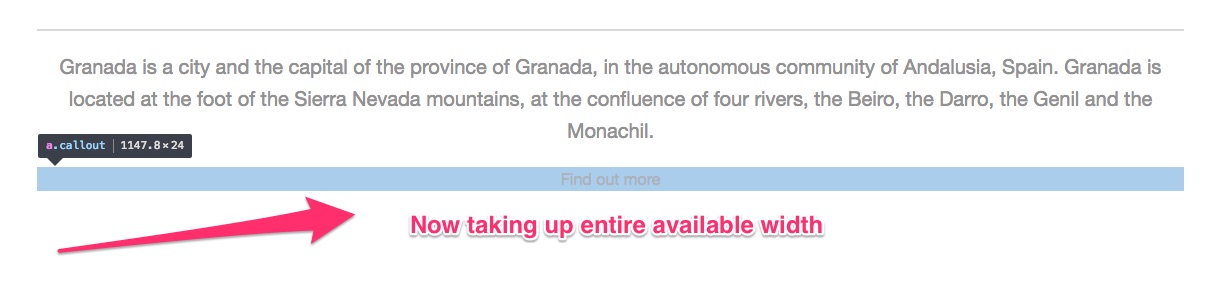 Granada is a city and the capital of the province of Granada, in the autonomous community of Andalusia, Spain. Granada is
located at the foot of the Sierra Nevada mountains, at the confluence of four rivers, the Beiro, the Darro, the Genil and the
Monachil.
a.callout | 1147.8×24
Find out more
Now taking up entire available width